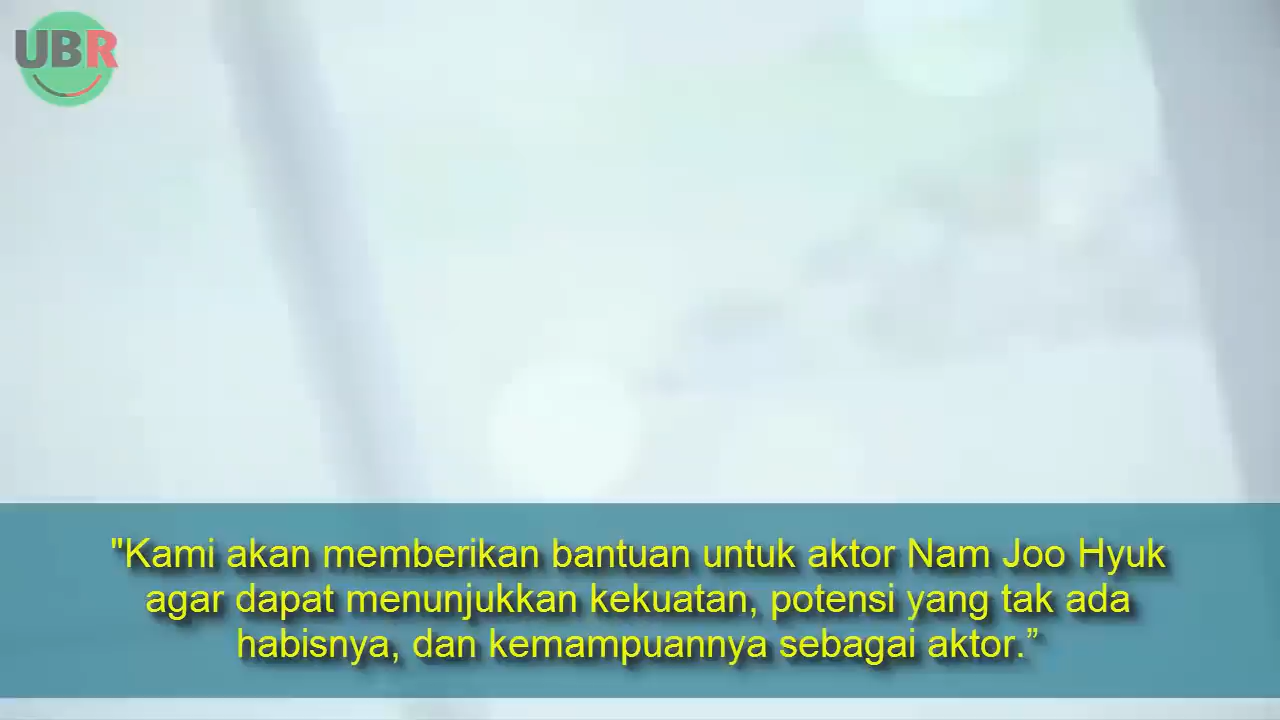 UBR
"Kami akan memberikan bantuan untuk aktor Nam Joo Hyuk
agar dapat menunjukkan kekuatan, potensi yang tak ada
habisnya, dan kemampuannya sebagai aktor.”